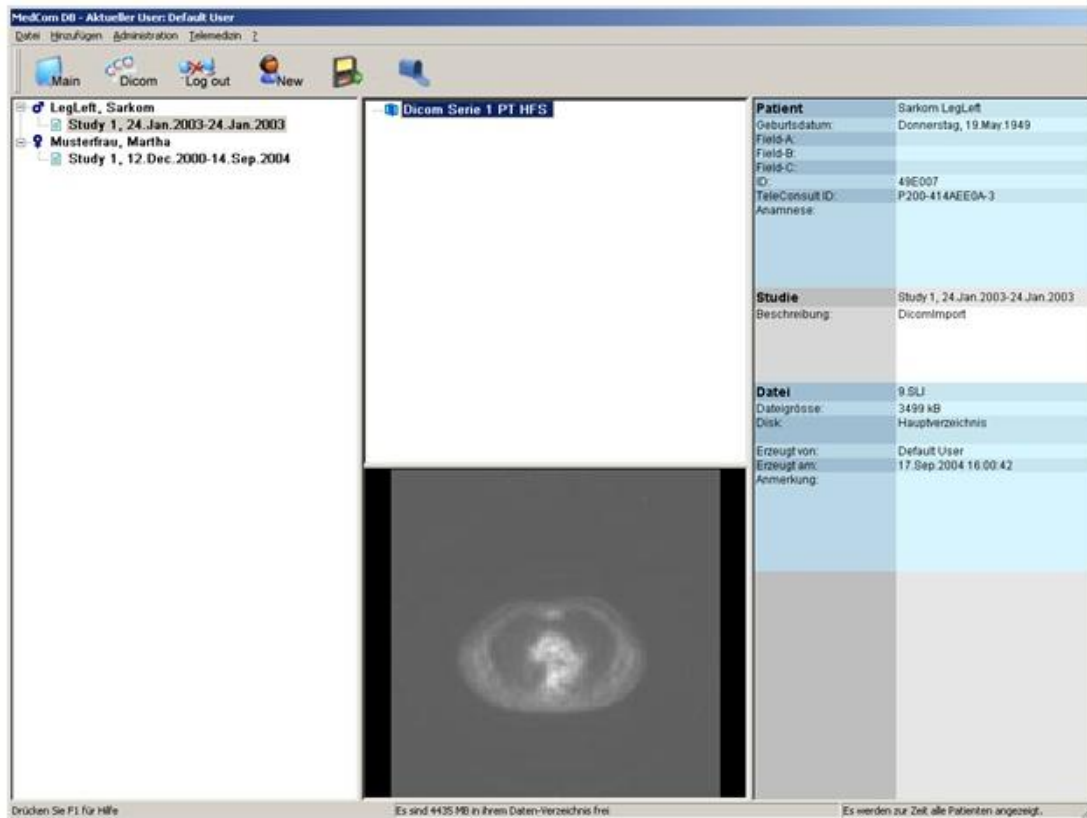 MedCom DB - Aktueller User: Default User
Datei Hinzufügen Administration Telemedizin ?
Main Dicom Log out New
LegLeft, Sarkom
Study 1, 24.Jan.2003-24.Jan.2003
Musterfrau, Martha
Study 1, 12.Dec.2000-14.Sep.2004
Dicom Serie 1 PT HFS
Patient Sarkom LegLeft
Geburtsdatum: Donnerstag, 19.May.1949
Field-A:
Field-B:
Field-C:
ID: 49E007
TeleConsult ID: P200-414AEE0A-3
Anamnese:
Studie Study 1, 24.Jan.2003-24.Jan.2003
Beschreibung: DicomImport
Datei 9.SLI
Dateigrösse: 3499 kB
Disk: Hauptverzeichnis
Erzeugt von: Default User
Erzeugt am: 17.Sep.2004 16:00:42
Anmerkung:
Drücken Sie F1 für Hilfe
Es sind 4435 MB in ihrem Daten-Verzeichnis frei
Es werden zur Zeit alle Patienten angezeigt.